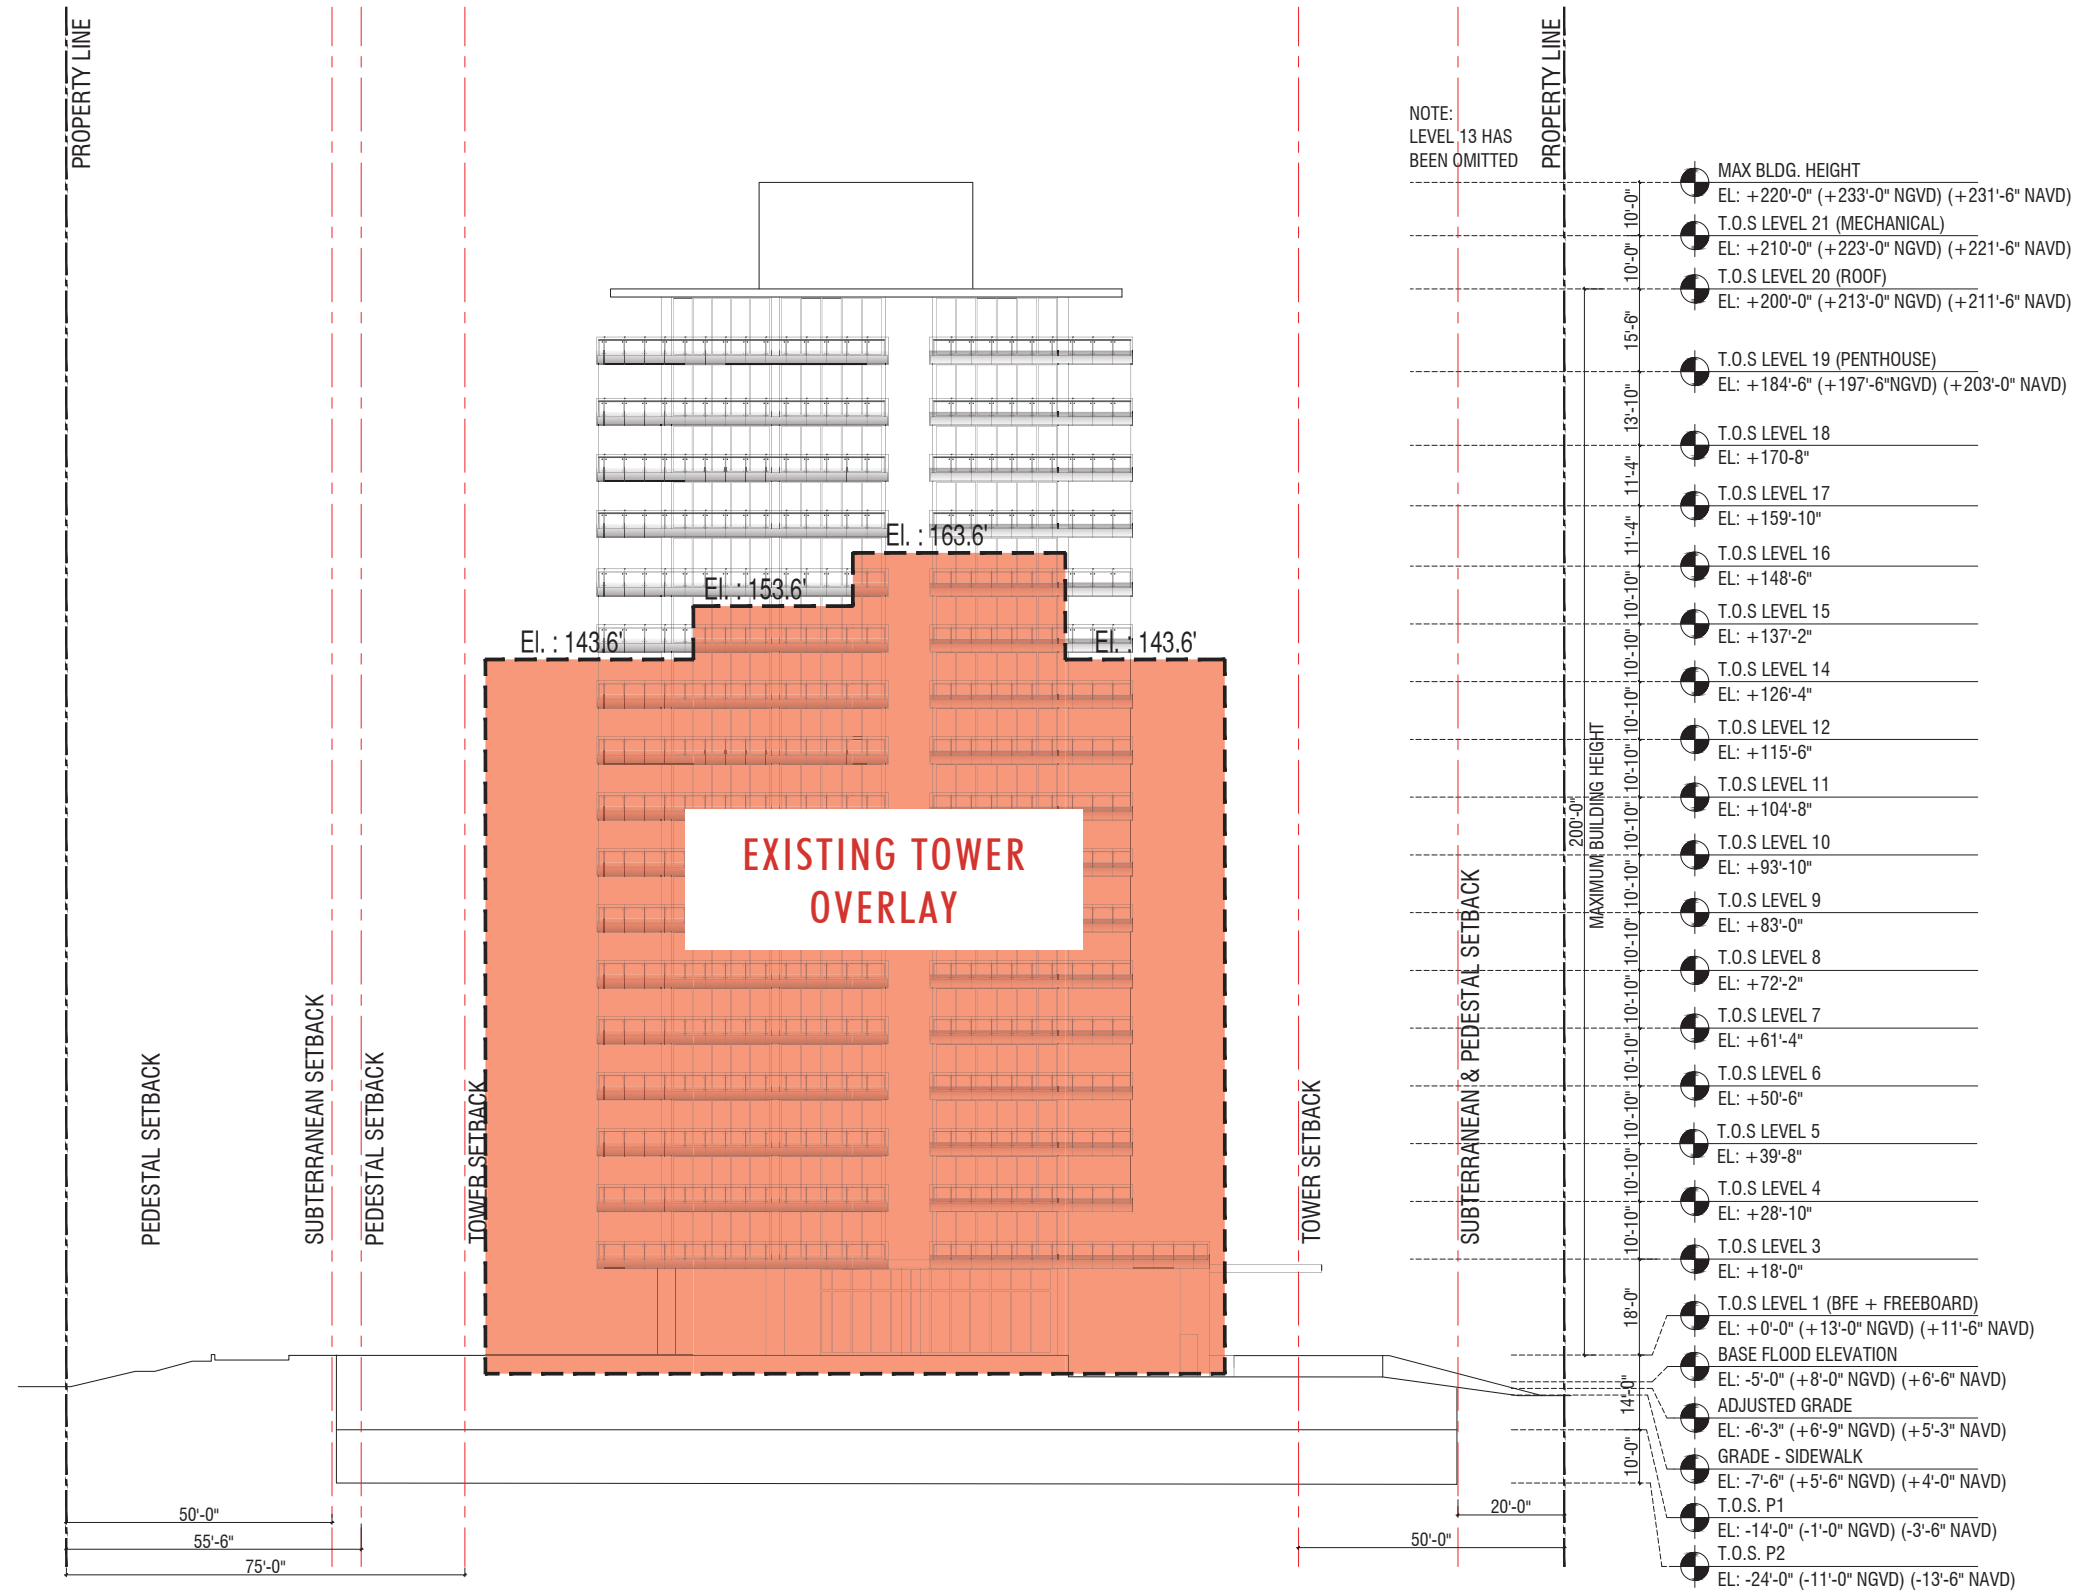 PROPERTY LINE
PROPERTY LINE
NOTE:
LEVEL 13 HAS
BEEN OMITTED
MAX BLDG. HEIGHT
EL: +220'-0" (+233'-0" NGVD) (+231'-6" NAVD)
10'-0"
T.O.S LEVEL 21 (MECHANICAL)
EL: +210'-0" (+223'-0" NGVD) (+221'-6" NAVD)
10'-0"
T.O.S LEVEL 20 (ROOF)
EL: +200'-0" (+213'-0" NGVD) (+211'-6" NAVD)
15'-6"
T.O.S LEVEL 19 (PENTHOUSE)
EL: +184'-6" (+197'-6"NGVD) (+203'-0" NAVD)
13'-10"
T.O.S LEVEL 18
EL: +170-8"
11'-4"
T.O.S LEVEL 17
EL: +159'-10"
11'-4"
T.O.S LEVEL 16
EL: +148'-6"
10'-10"
T.O.S LEVEL 15
EL: +137'-2"
10'-10"
T.O.S LEVEL 14
EL: +126'-4"
10'-10"
T.O.S LEVEL 12
EL: +115'-6"
10'-10"
T.O.S LEVEL 11
EL: +104'-8"
10'-10"
T.O.S LEVEL 10
EL: +93'-10"
10'-10"
T.O.S LEVEL 9
EL: +83'-0"
10'-10"
T.O.S LEVEL 8
EL: +72'-2"
10'-10"
T.O.S LEVEL 7
EL: +61'-4"
10'-10"
T.O.S LEVEL 6
EL: +50'-6"
10'-10"
T.O.S LEVEL 5
EL: +39'-8"
10'-10"
T.O.S LEVEL 4
EL: +28'-10"
10'-10"
T.O.S LEVEL 3
EL: +18'-0"
18'-0"
T.O.S LEVEL 1 (BFE + FREEBOARD)
EL: +0'-0" (+13'-0" NGVD) (+11'-6" NAVD)
BASE FLOOD ELEVATION
EL: -5'-0" (+8'-0" NGVD) (+6'-6" NAVD)
14'-0"
ADJUSTED GRADE
EL: -6'-3" (+6'-9" NGVD) (+5'-3" NAVD)
10'-0"
GRADE - SIDEWALK
EL: -7'-6" (+5'-6" NGVD) (+4'-0" NAVD)
T.O.S. P1
EL: -14'-0" (-1'-0" NGVD) (-3'-6" NAVD)
T.O.S. P2
EL: -24'-0" (-11'-0" NGVD) (-13'-6" NAVD)
200'-0"
MAXIMUM BUILDING HEIGHT
El. : 163.6'
El. : 153.6'
El. : 143.6'
El. : 143.6'
EXISTING TOWER
OVERLAY
PEDESTAL SETBACK
SUBTERRANEAN SETBACK
PEDESTAL SETBACK
TOWER SETBACK
TOWER SETBACK
SUBTERRANEAN & PEDESTAL SETBACK
50'-0"
55'-6"
75'-0"
20'-0"
50'-0"